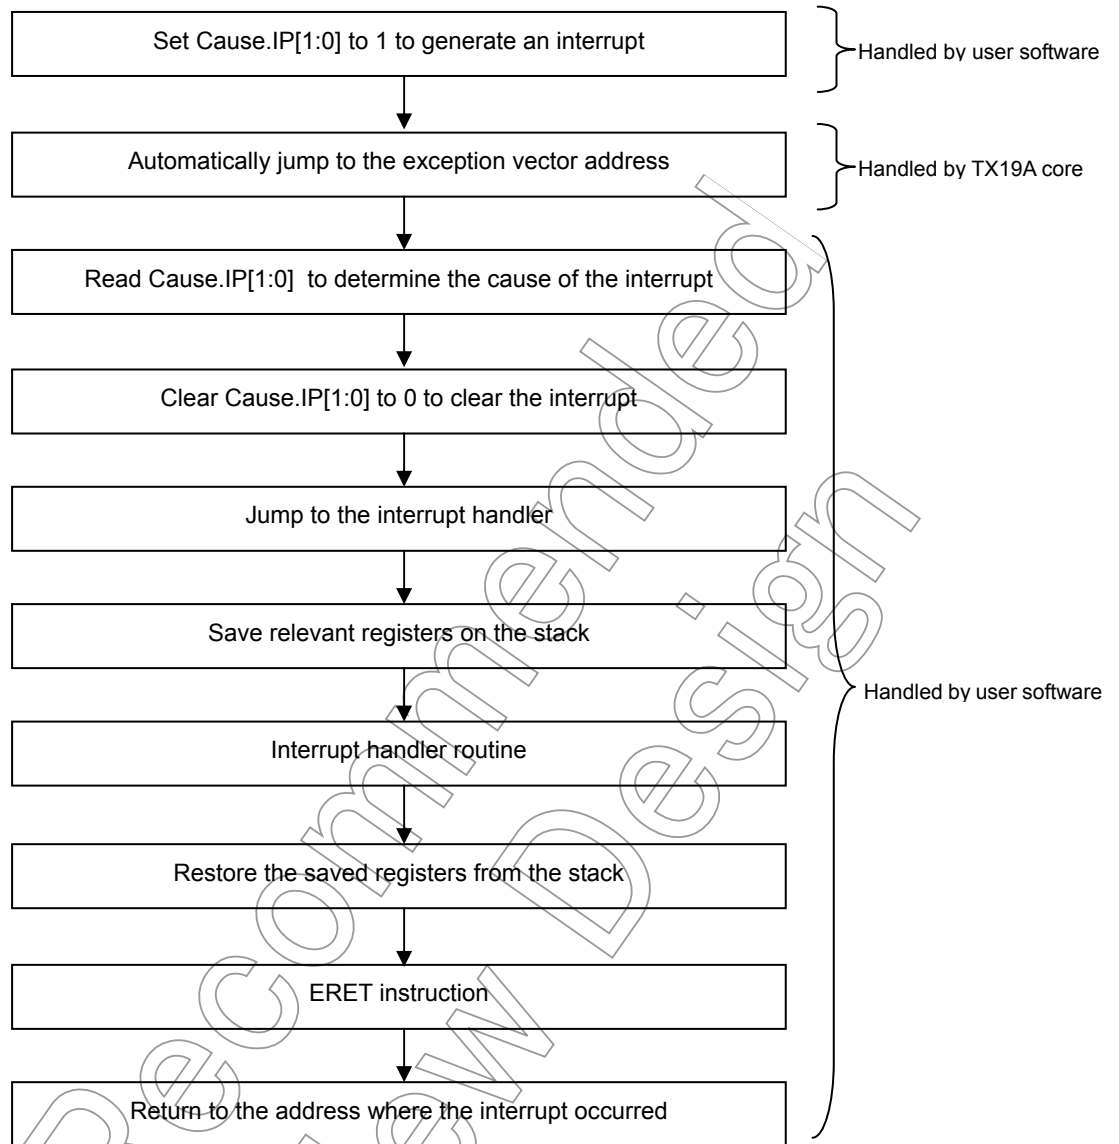 Set Cause.IP[1:0] to 1 to generate an interrupt
Handled by user software
Automatically jump to the exception vector address
Handled by TX19A core
Read Cause.IP[1:0]  to determine the cause of the interrupt
Clear Cause.IP[1:0] to 0 to clear the interrupt
Jump to the interrupt handler
Save relevant registers on the stack
Handled by user software
Interrupt handler routine
Restore the saved registers from the stack
ERET instruction
Return to the address where the interrupt occurred
Recommended
Design